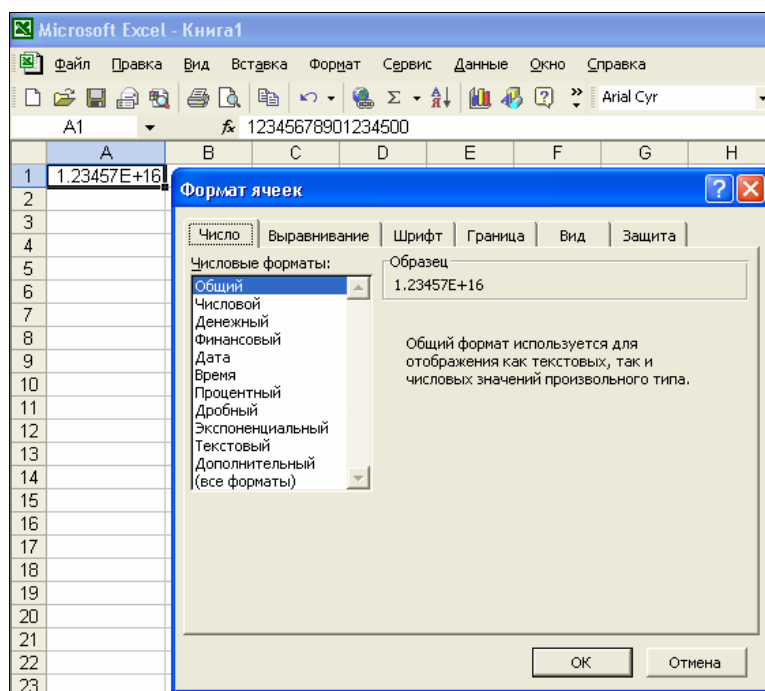 Microsoft Excel - Книга1
Файл Правка Вид Вставка Формат Сервис Данные Окно Справка
Arial Cyr
A1 fx 12345678901234500
A B C D E F G H
1 1.23457E+16
2
3
4
5
6
7
8
9
10
11
12
13
14
15
16
17
18
19
20
21
22
23
Формат ячеек
Число Выравнивание Шрифт Граница Вид Защита
Числовые форматы:
Общий
Числовой
Денежный
Финансовый
Дата
Время
Процентный
Дробный
Экспоненциальный
Текстовый
Дополнительный
(все форматы)
Образец
1.23457E+16
Общий формат используется для
отображения как текстовых, так и
числовых значений произвольного типа.
ОК Отмена